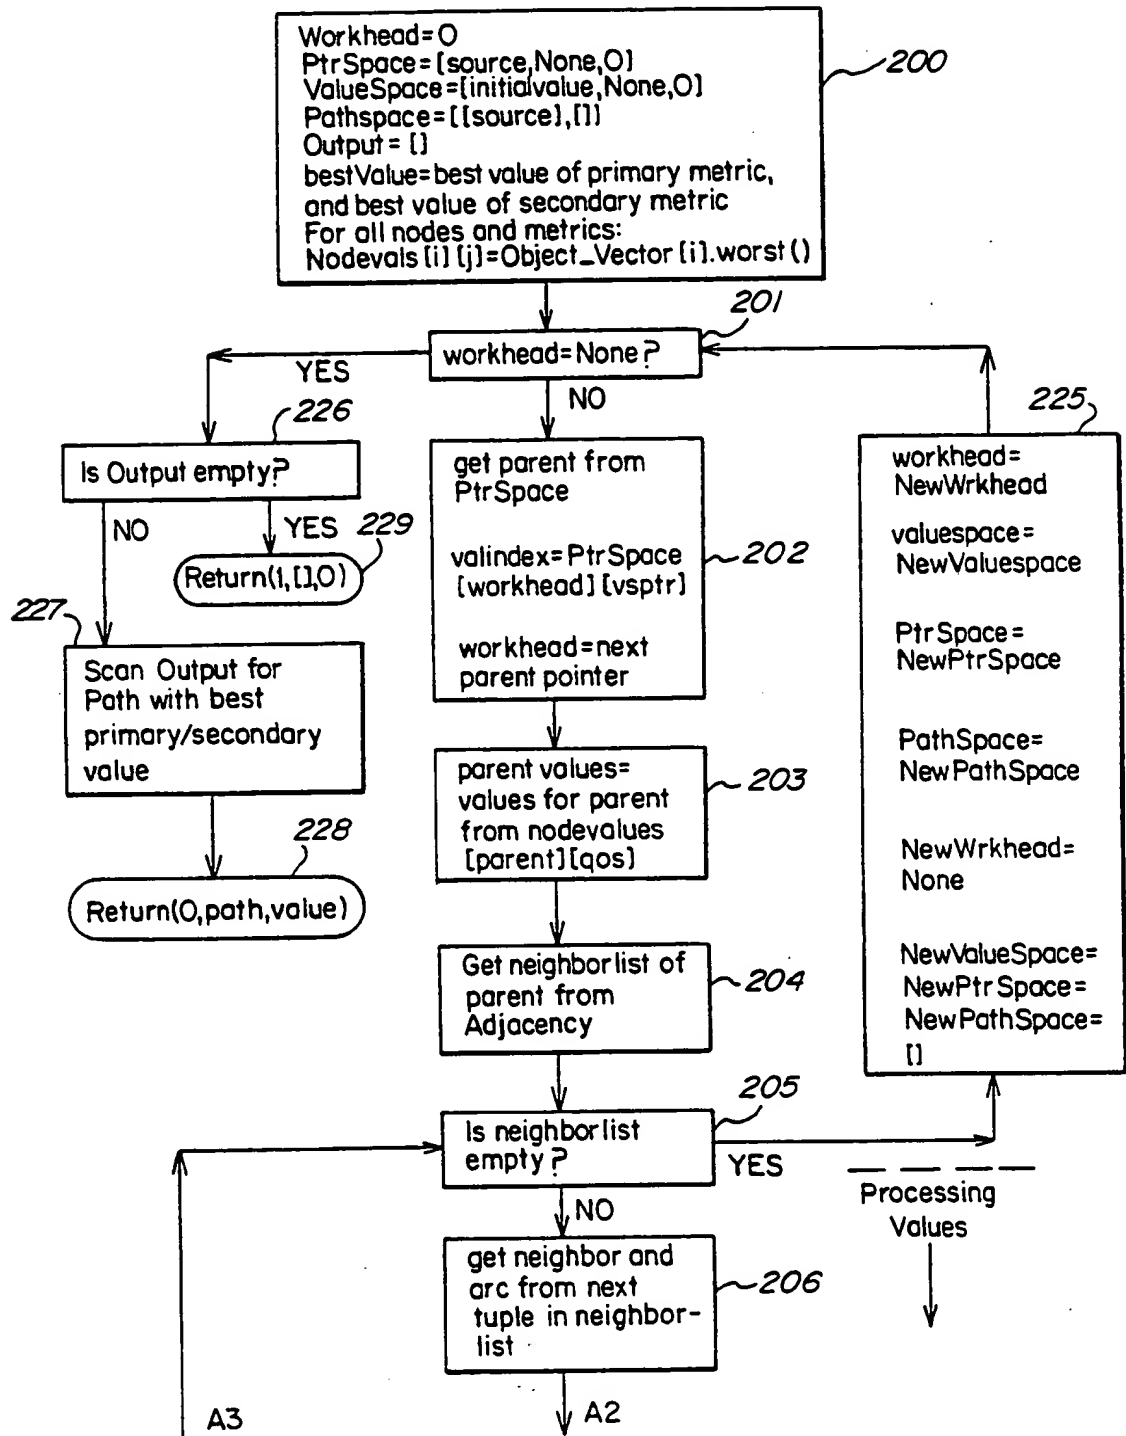 Workhead=0
PtrSpace=[source,None,0]
ValueSpace=[initialvalue,None,0]
Pathspace=[[source],[]]
Output=[]
bestValue=best value of primary metric,
and best value of secondary metric
For all nodes and metrics:
Nodevals[i][j]=Object_Vector[i].worst()
200
201
workhead=None?
YES
NO
226
Is Output empty?
NO
YES
229
Return(1,[],0)
227
Scan Output for
Path with best
primary/secondary
value
228
Return(0,path,value)
get parent from
PtrSpace
valindex=PtrSpace
[workhead][vsptr]
workhead=next
parent pointer
202
parent values=
values for parent
from nodevalues
[parent][qos]
203
Get neighborlist of
parent from
Adjacency
204
205
Is neighborlist
empty?
YES
NO
get neighbor and
arc from next
tuple in neighbor-
list
206
225
workhead=
NewWrkhead
valuespace=
NewValuespace
PtrSpace=
NewPtrSpace
PathSpace=
NewPathSpace
NewWrkhead=
None
NewValueSpace=
NewPtrSpace=
NewPathSpace=
[]
Processing
Values
A3
A2